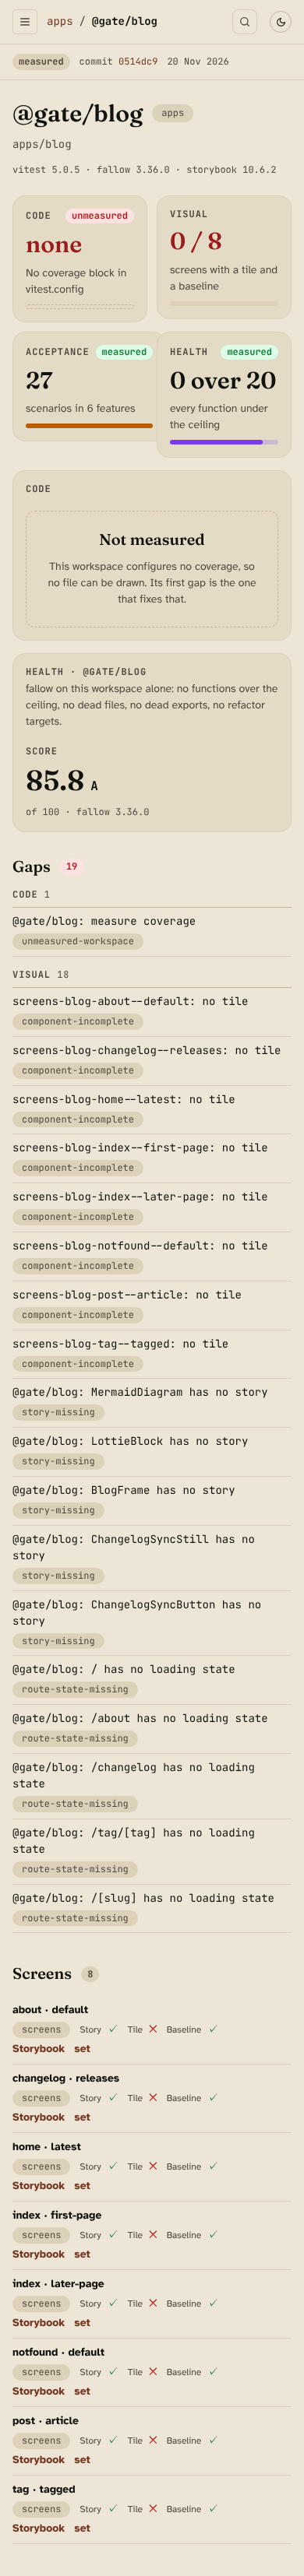 apps / @gate/blog
measured commit 0514dc9 20 Nov 2026
@gate/blog apps
apps/blog
vitest 5.0.5 · fallow 3.36.0 · storybook 10.6.2
CODE unmeasured
none
No coverage block in
vitest.config
VISUAL
0 / 8
screens with a tile and
a baseline
ACCEPTANCE measured
27
scenarios in 6 features
HEALTH measured
0 over 20
every function under
the ceiling
CODE
Not measured
This workspace configures no coverage, so
no file can be drawn. Its first gap is the one
that fixes that.
HEALTH · @GATE/BLOG
fallow on this workspace alone: no functions over the
ceiling, no dead files, no dead exports, no refactor
targets.
SCORE
85.8 A
of 100 · fallow 3.36.0
Gaps 19
CODE 1
@gate/blog: measure coverage
unmeasured-workspace
VISUAL 18
screens-blog-about--default: no tile
component-incomplete
screens-blog-changelog--releases: no tile
component-incomplete
screens-blog-home--latest: no tile
component-incomplete
screens-blog-index--first-page: no tile
component-incomplete
screens-blog-index--later-page: no tile
component-incomplete
screens-blog-notfound--default: no tile
component-incomplete
screens-blog-post--article: no tile
component-incomplete
screens-blog-tag--tagged: no tile
component-incomplete
@gate/blog: MermaidDiagram has no story
story-missing
@gate/blog: LottieBlock has no story
story-missing
@gate/blog: BlogFrame has no story
story-missing
@gate/blog: ChangelogSyncStill has no
story
story-missing
@gate/blog: ChangelogSyncButton has no
story
story-missing
@gate/blog: / has no loading state
route-state-missing
@gate/blog: /about has no loading state
route-state-missing
@gate/blog: /changelog has no loading
state
route-state-missing
@gate/blog: /tag/[tag] has no loading
state
route-state-missing
@gate/blog: /[slug] has no loading state
route-state-missing
Screens 8
about · default
screens Story ✓ Tile ✕ Baseline ✓
Storybook set
changelog · releases
screens Story ✓ Tile ✕ Baseline ✓
Storybook set
home · latest
screens Story ✓ Tile ✕ Baseline ✓
Storybook set
index · first-page
screens Story ✓ Tile ✕ Baseline ✓
Storybook set
index · later-page
screens Story ✓ Tile ✕ Baseline ✓
Storybook set
notfound · default
screens Story ✓ Tile ✕ Baseline ✓
Storybook set
post · article
screens Story ✓ Tile ✕ Baseline ✓
Storybook set
tag · tagged
screens Story ✓ Tile ✕ Baseline ✓
Storybook set